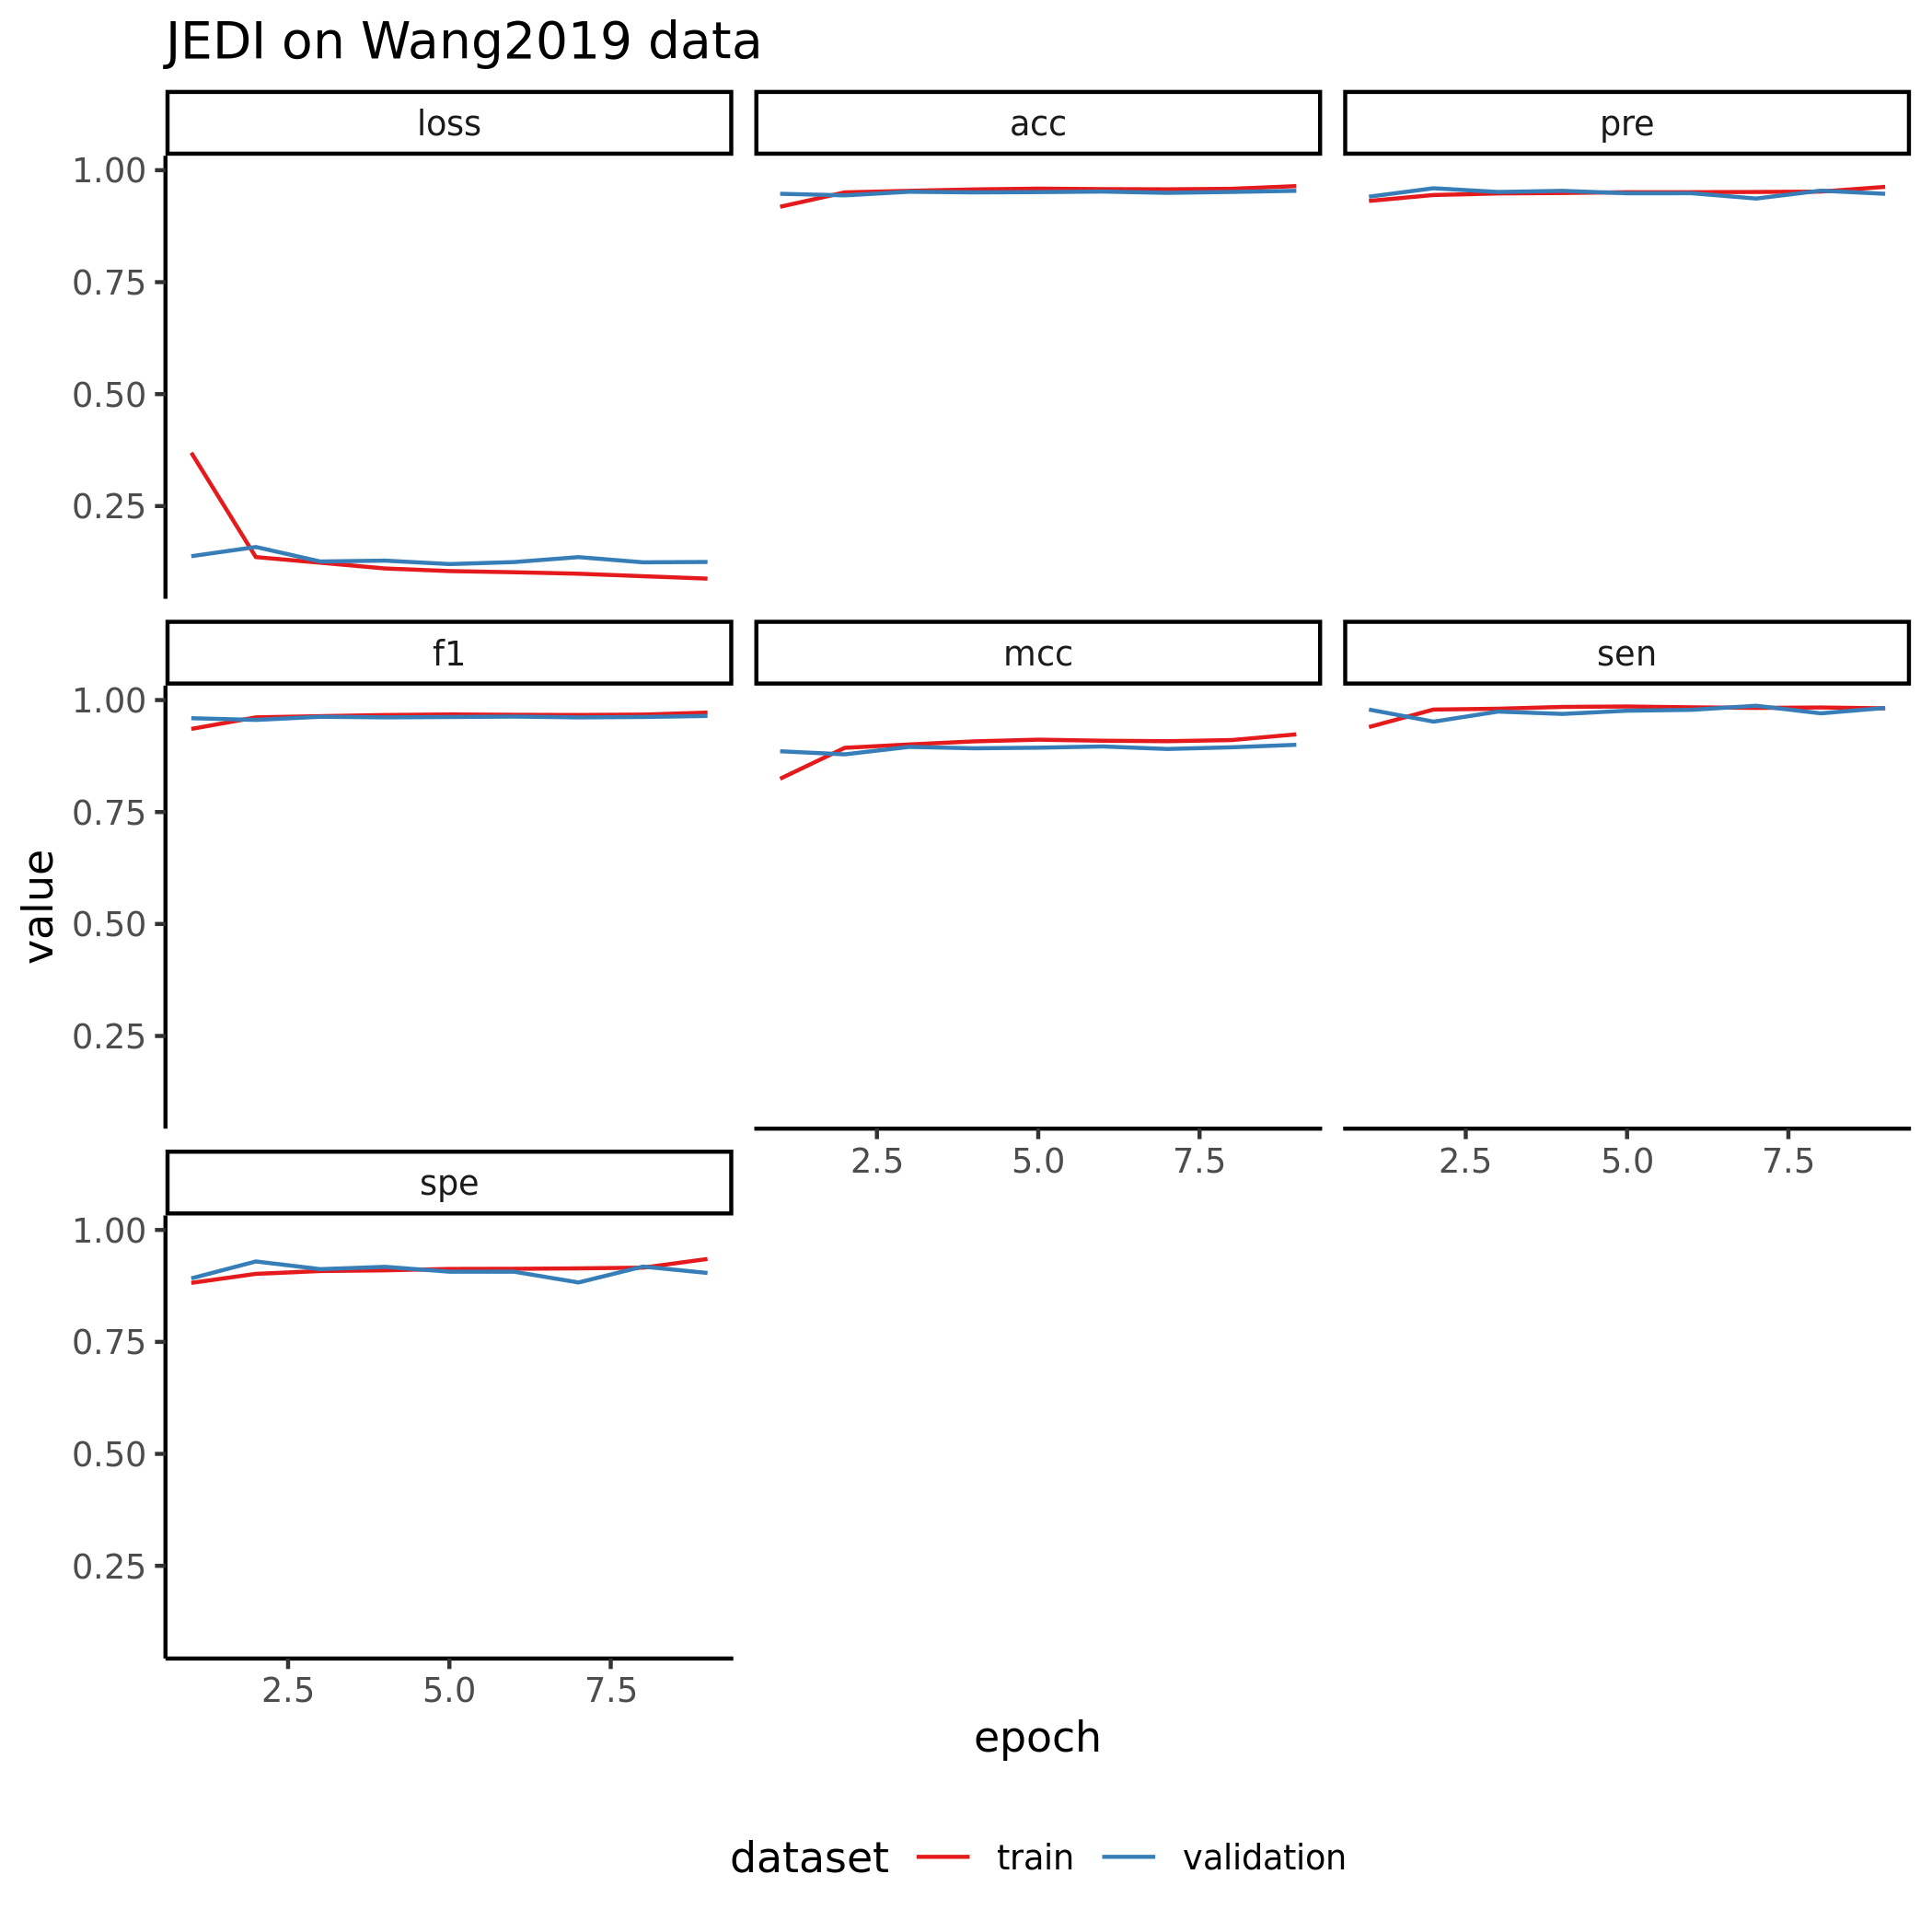 JEDI on Wang2019 data
loss acc pre
1.00
0.75
0.50
0.25
f1 mcc sen
1.00
0.75
0.50
0.25
value
2.5 5.0 7.5 2.5 5.0 7.5
spe
1.00
0.75
0.50
0.25
2.5 5.0 7.5
epoch
dataset train validation